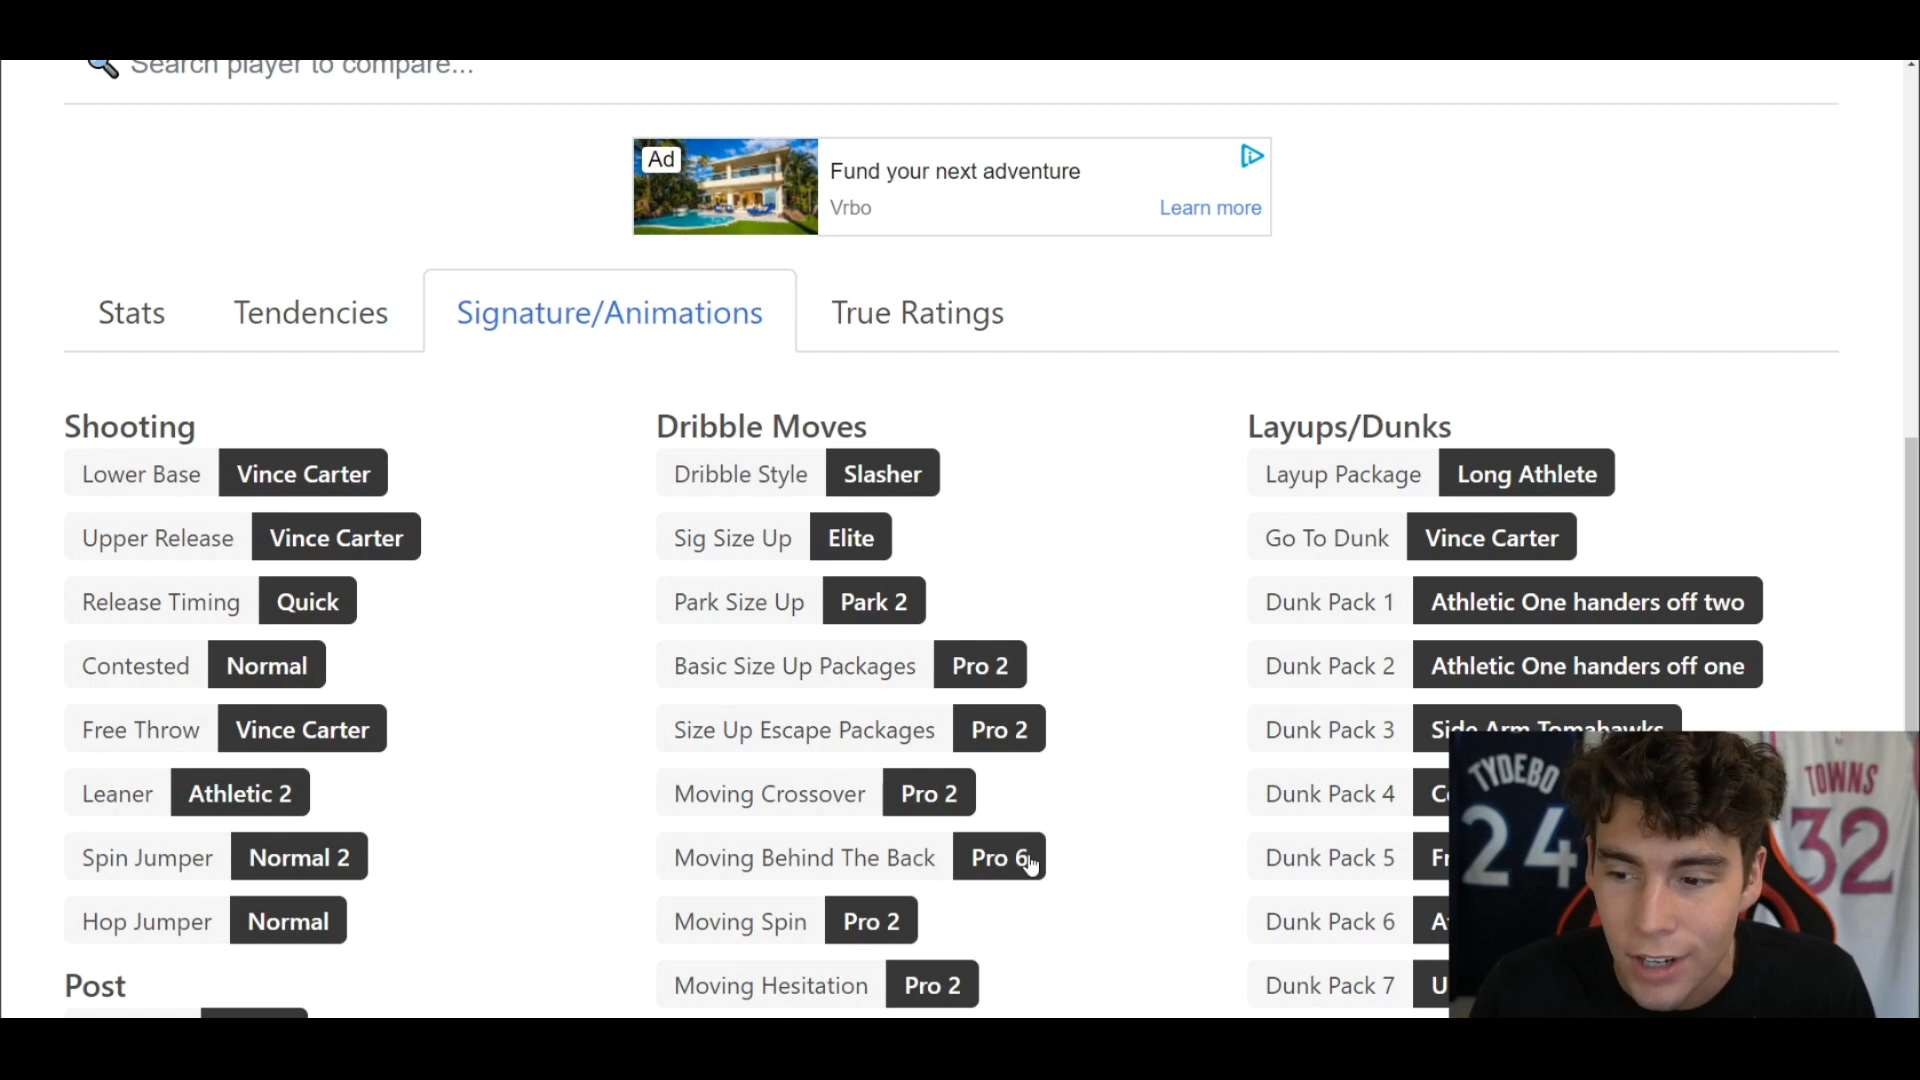 Search player to compare...
Ad
Fund your next adventure
Vrbo
Learn more
Stats
Tendencies
Signature/Animations
True Ratings
Shooting
Lower Base Vince Carter
Upper Release Vince Carter
Release Timing Quick
Contested Normal
Free Throw Vince Carter
Leaner Athletic 2
Spin Jumper Normal 2
Hop Jumper Normal
Post
Dribble Moves
Dribble Style Slasher
Sig Size Up Elite
Park Size Up Park 2
Basic Size Up Packages Pro 2
Size Up Escape Packages Pro 2
Moving Crossover Pro 2
Moving Behind The Back Pro 6
Moving Spin Pro 2
Moving Hesitation Pro 2
Layups/Dunks
Layup Package Long Athlete
Go To Dunk Vince Carter
Dunk Pack 1 Athletic One handers off two
Dunk Pack 2 Athletic One handers off one
Dunk Pack 3 Side Arm Tomahawks
Dunk Pack 4
Dunk Pack 5
Dunk Pack 6
Dunk Pack 7
TYDEBO
24
TOWNS
32